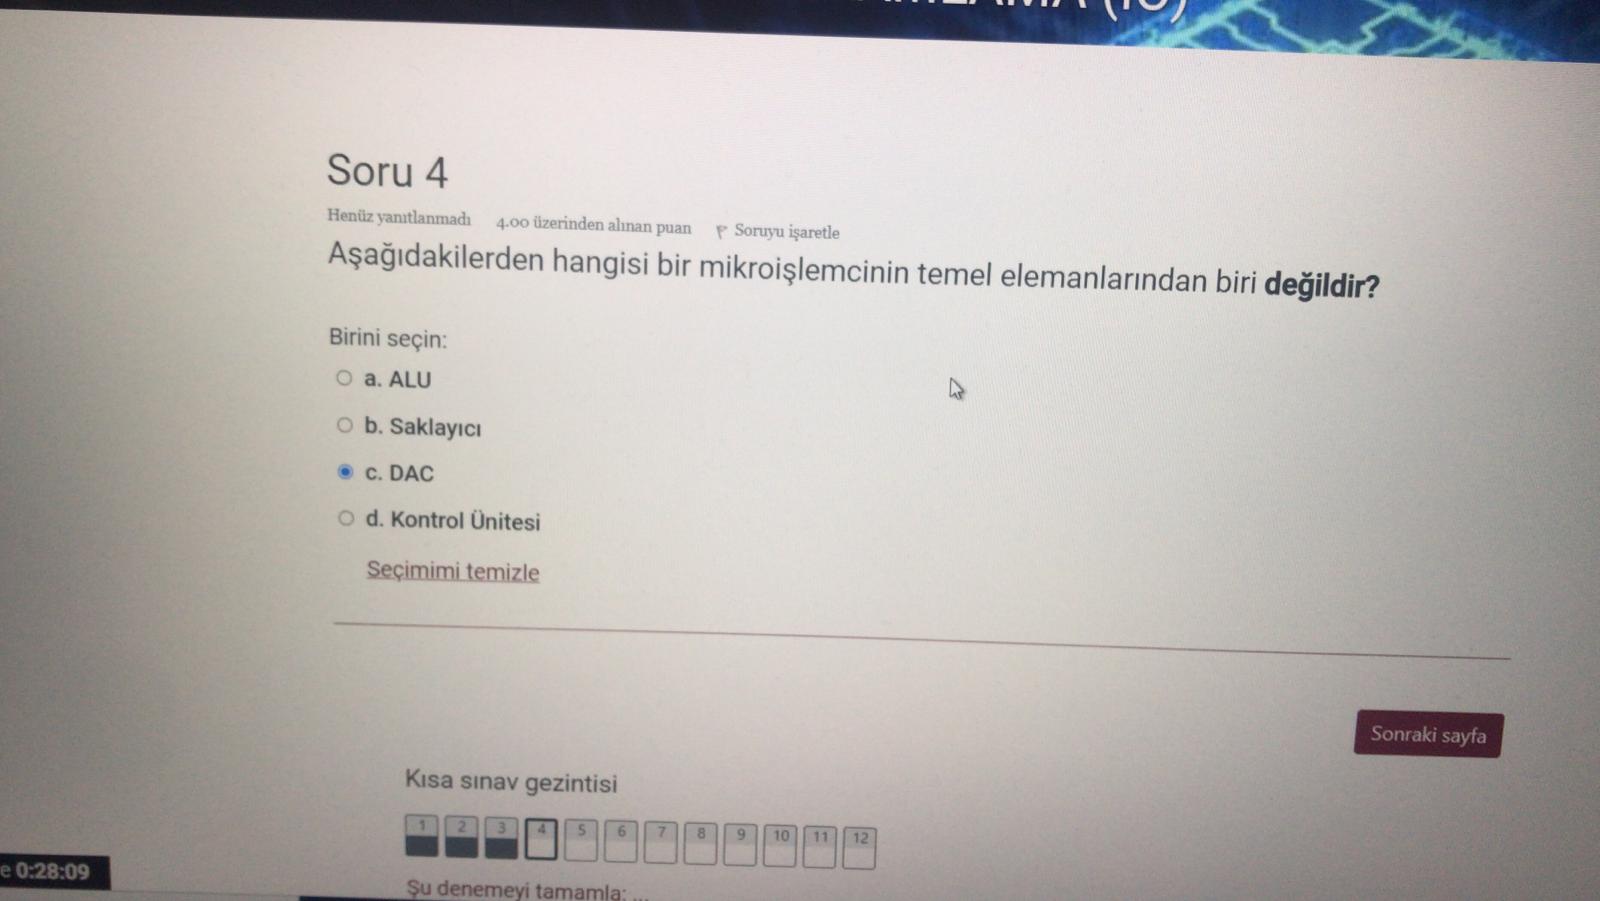 Soru 4
Henüz yanıtlanmadı 4.00 üzerinden alınan puan Soruyu işaretle
Aşağıdakilerden hangisi bir mikroişlemcinin temel elemanlarından biri değildir?
Birini seçin:
a. ALU
b. Saklayıcı
c. DAC
d. Kontrol Ünitesi
Seçimimi temizle
Sonraki sayfa
Kısa sınav gezintisi
1 2 3 4 5 6 7 8 9 10 11 12
e 0:28:09
Şu denemeyi tamamla: ...